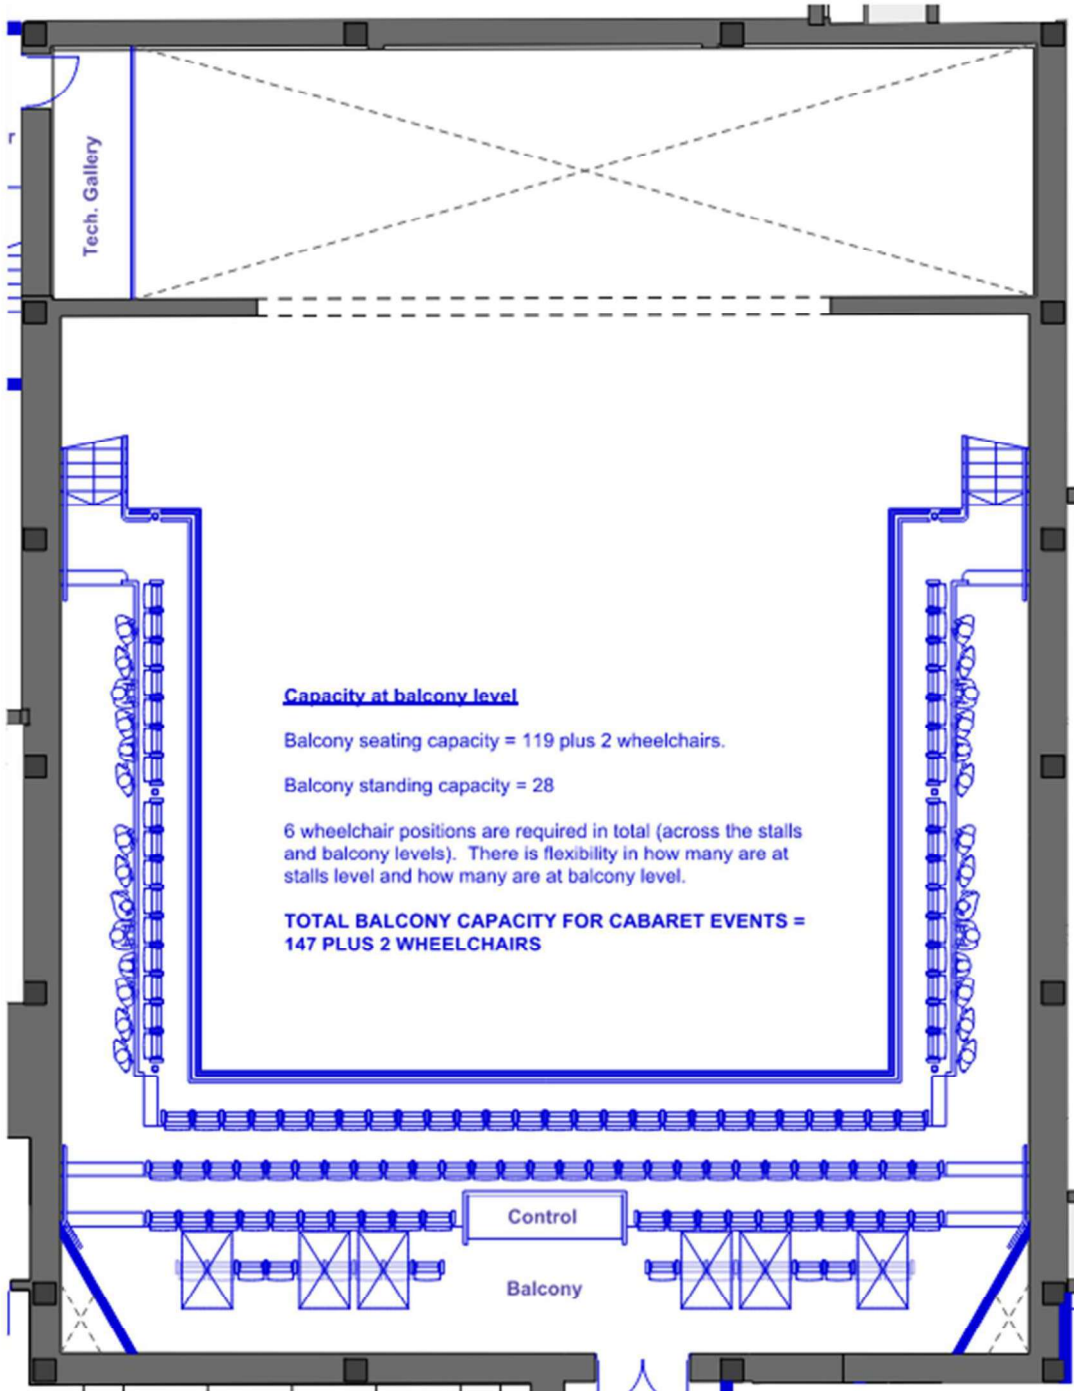 Tech. Gallery
Capacity at balcony level
Balcony seating capacity = 119 plus 2 wheelchairs.
Balcony standing capacity = 28
6 wheelchair positions are required in total (across the stalls
and balcony levels).  There is flexibility in how many are at
stalls level and how many are at balcony level.
TOTAL BALCONY CAPACITY FOR CABARET EVENTS =
147 PLUS 2 WHEELCHAIRS
Control
Balcony